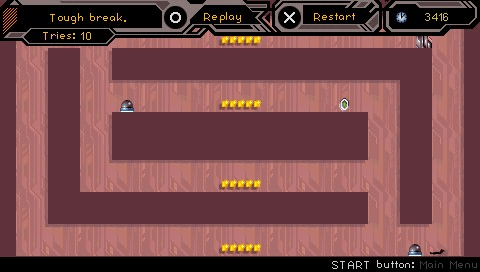 Tough break.
Replay
Restart
3416
Tries: 10
START button: Main Menu